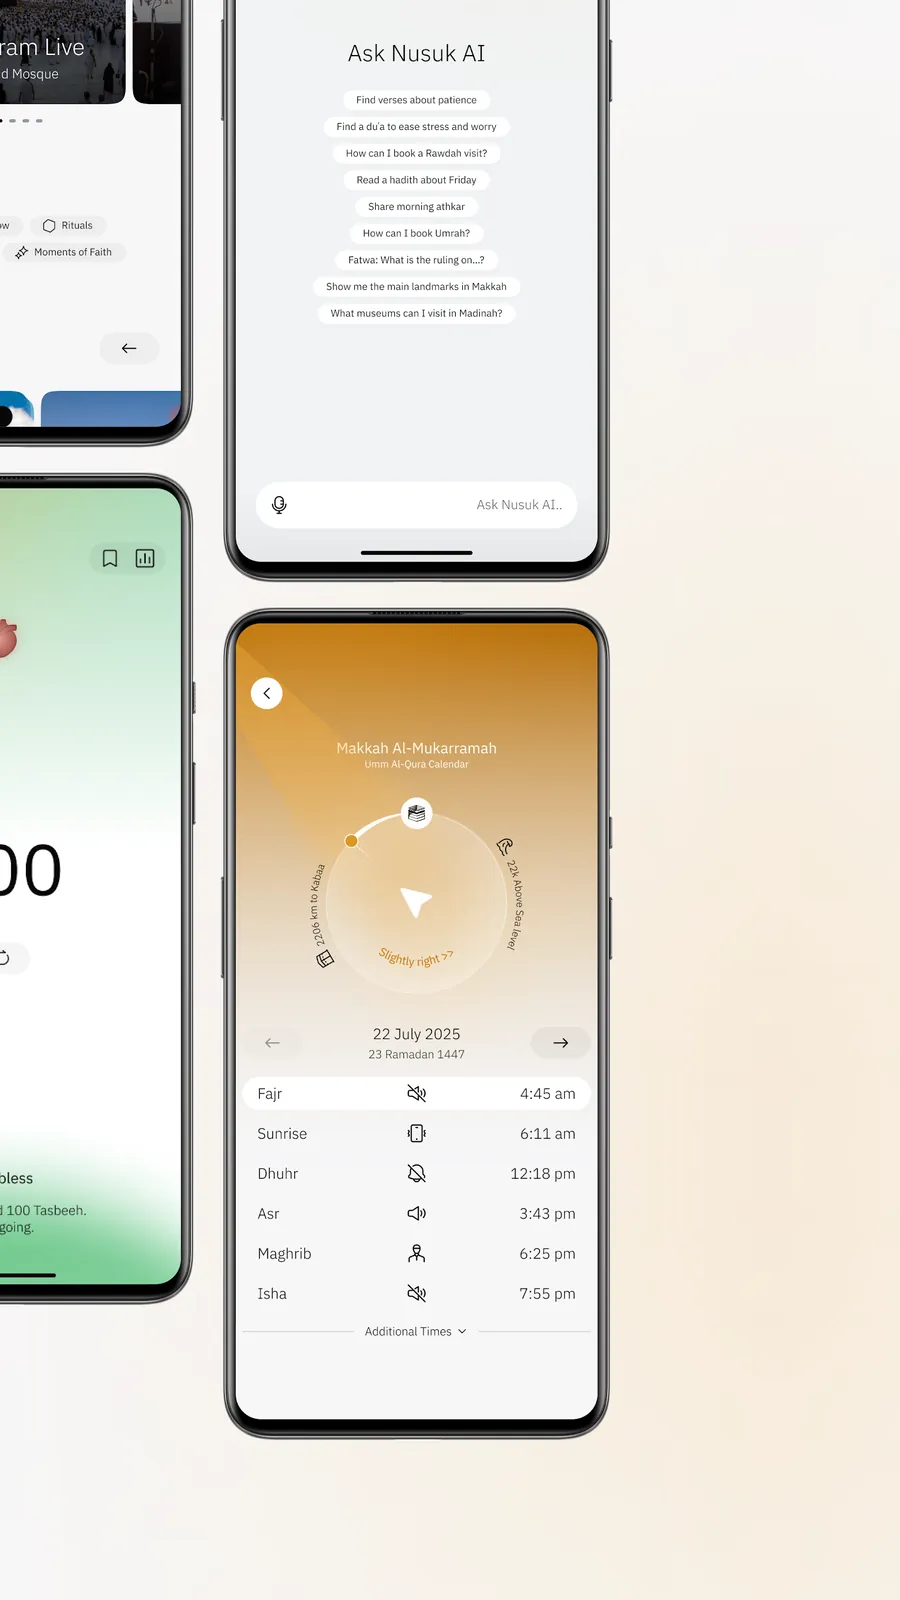 ram Live
d Mosque
ow
Rituals
Moments of Faith
Ask Nusuk AI
Find verses about patience
Find a du'a to ease stress and worry
How can I book a Rawdah visit?
Read a hadith about Friday
Share morning athkar
How can I book Umrah?
Fatwa: What is the ruling on...?
Show me the main landmarks in Makkah
What museums can I visit in Madinah?
Ask Nusuk AI..
00
bless
d 100 Tasbeeh.
going.
Makkah Al-Mukarramah
Umm Al-Qura Calendar
2206 km to Kabaa
22k Above Sea level
Slightly right >>
22 July 2025
23 Ramadan 1447
Fajr 4:45 am
Sunrise 6:11 am
Dhuhr 12:18 pm
Asr 3:43 pm
Maghrib 6:25 pm
Isha 7:55 pm
Additional Times